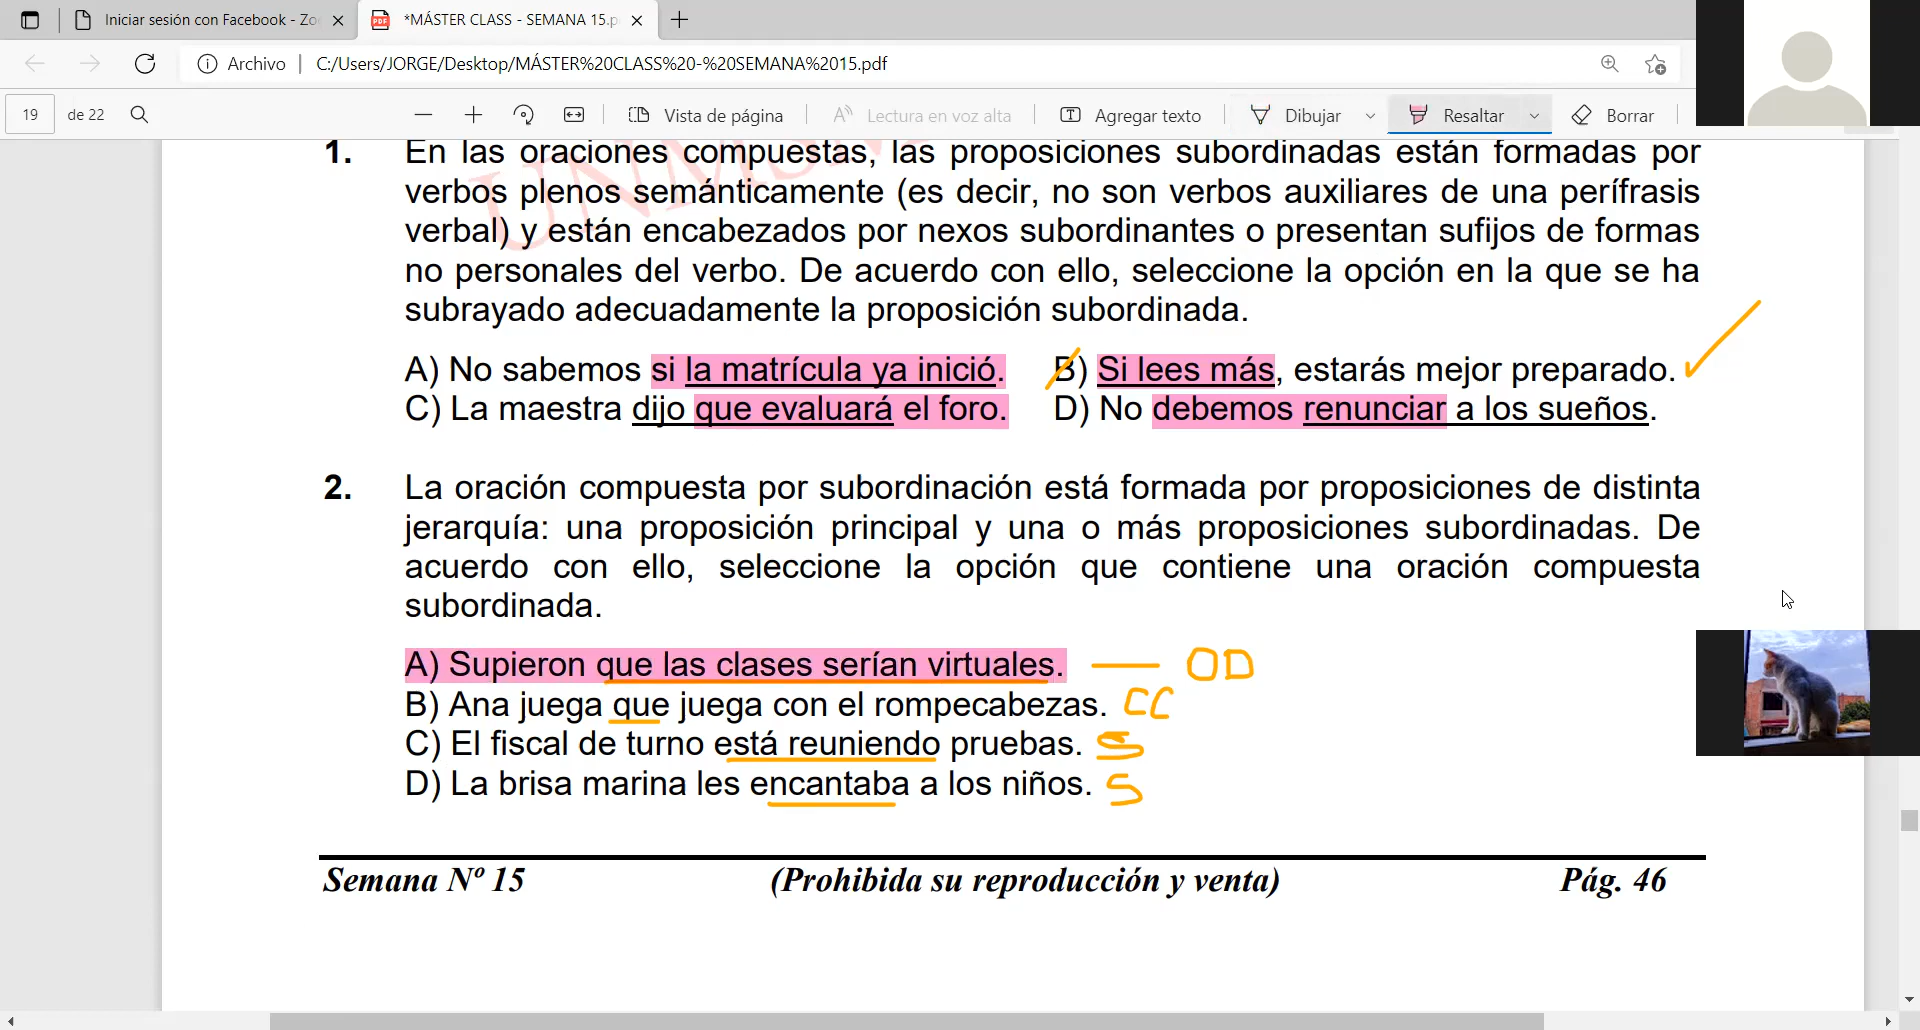 Iniciar sesión con Facebook - Zo
*MÁSTER CLASS - SEMANA 15.p
Archivo | C:/Users/JORGE/Desktop/MÁSTER%20CLASS%20-%20SEMANA%2015.pdf
19 de 22
Vista de página
Lectura en voz alta
Agregar texto
Dibujar
Resaltar
Borrar
1. En las oraciones compuestas, las proposiciones subordinadas están formadas por
verbos plenos semánticamente (es decir, no son verbos auxiliares de una perífrasis
verbal) y están encabezados por nexos subordinantes o presentan sufijos de formas
no personales del verbo. De acuerdo con ello, seleccione la opción en la que se ha
subrayado adecuadamente la proposición subordinada.
A) No sabemos si la matrícula ya inició. B) Si lees más, estarás mejor preparado.
C) La maestra dijo que evaluará el foro. D) No debemos renunciar a los sueños.
2. La oración compuesta por subordinación está formada por proposiciones de distinta
jerarquía: una proposición principal y una o más proposiciones subordinadas. De
acuerdo con ello, seleccione la opción que contiene una oración compuesta
subordinada.
A) Supieron que las clases serían virtuales. — OD
B) Ana juega que juega con el rompecabezas. CC
C) El fiscal de turno está reuniendo pruebas. S
D) La brisa marina les encantaba a los niños. S
Semana Nº 15 (Prohibida su reproducción y venta) Pág. 46